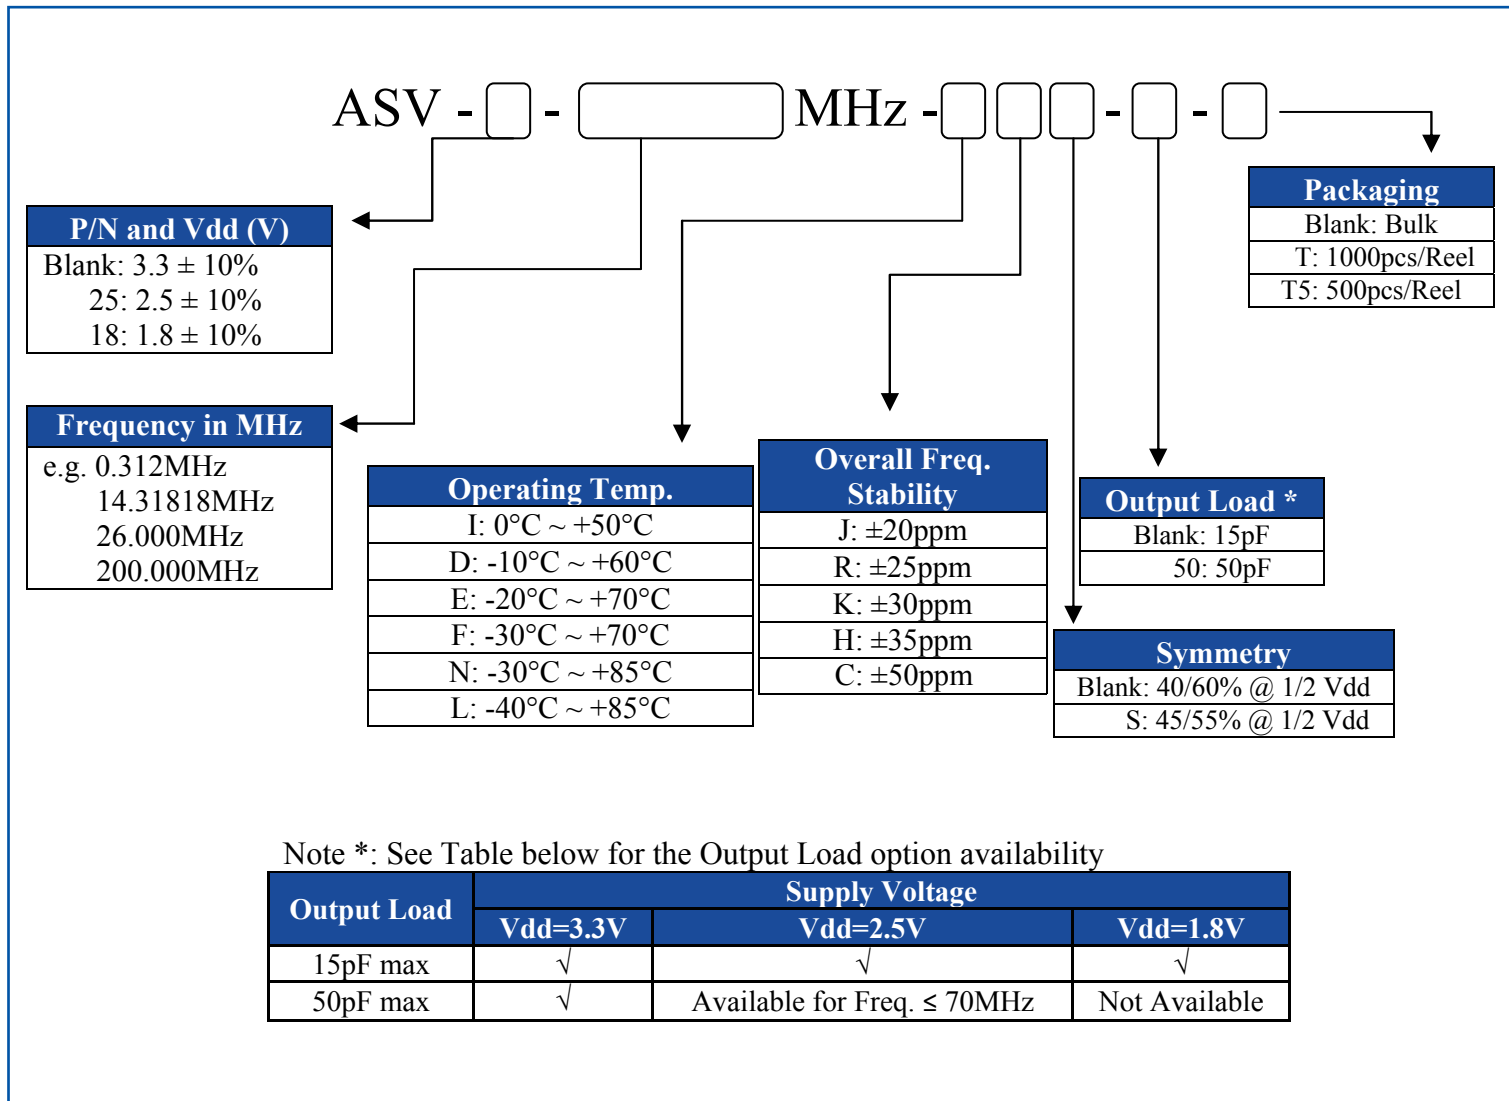 ASV - - MHz - - -
Packaging
Blank: Bulk
T: 1000pcs/Reel
T5: 500pcs/Reel
P/N and Vdd (V)
Blank: 3.3 ± 10%
25: 2.5 ± 10%
18: 1.8 ± 10%
Frequency in MHz
e.g. 0.312MHz
14.31818MHz
26.000MHz
200.000MHz
Operating Temp.
I: 0°C ~ +50°C
D: -10°C ~ +60°C
E: -20°C ~ +70°C
F: -30°C ~ +70°C
N: -30°C ~ +85°C
L: -40°C ~ +85°C
Overall Freq.
Stability
J: ±20ppm
R: ±25ppm
K: ±30ppm
H: ±35ppm
C: ±50ppm
Output Load *
Blank: 15pF
50: 50pF
Symmetry
Blank: 40/60% @ 1/2 Vdd
S: 45/55% @ 1/2 Vdd
Note *: See Table below for the Output Load option availability
Output Load Supply Voltage
Vdd=3.3V Vdd=2.5V Vdd=1.8V
15pF max √ √ √
50pF max √ Available for Freq. ≤ 70MHz Not Available